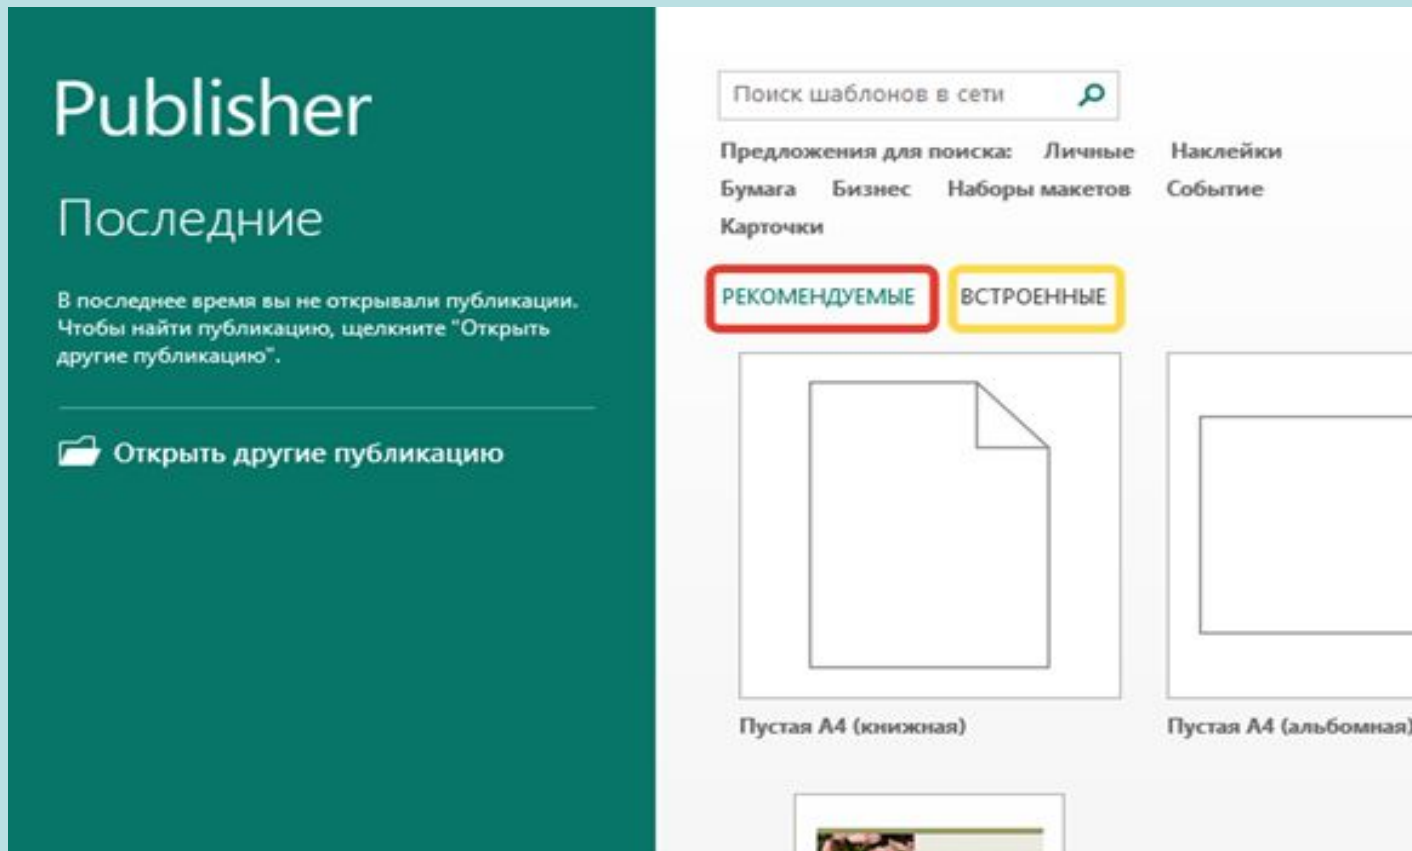 Publisher
Последние
В последнее время вы не открывали публикации.
Чтобы найти публикацию, щелкните "Открыть
другие публикацию".
Открыть другие публикацию
Поиск шаблонов в сети
Предложения для поиска: Личные Наклейки
Бумага Бизнес Наборы макетов Событие
Карточки
РЕКОМЕНДУЕМЫЕ ВСТРОЕННЫЕ
Пустая А4 (книжная) Пустая А4 (альбомная)